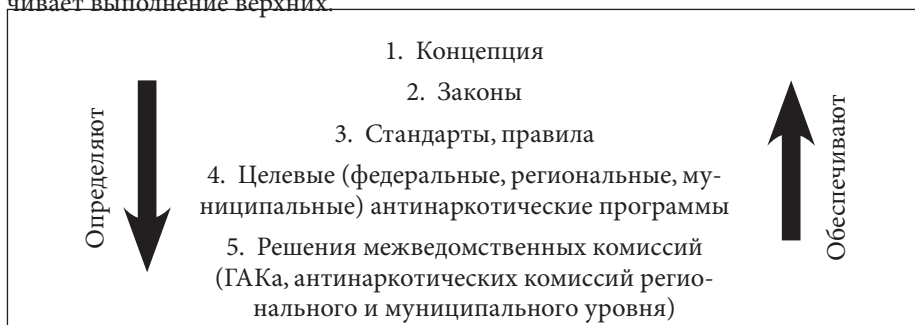 чивает выполнение верхних.
1. Концепция
2. Законы
3. Стандарты, правила
4. Целевые (федеральные, региональные, му-
ниципальные) антинаркотические программы
5. Решения межведомственных комиссий
(ГАКа, антинаркотических комиссий регио-
нального и муниципального уровня)
Определяют
Обеспечивают